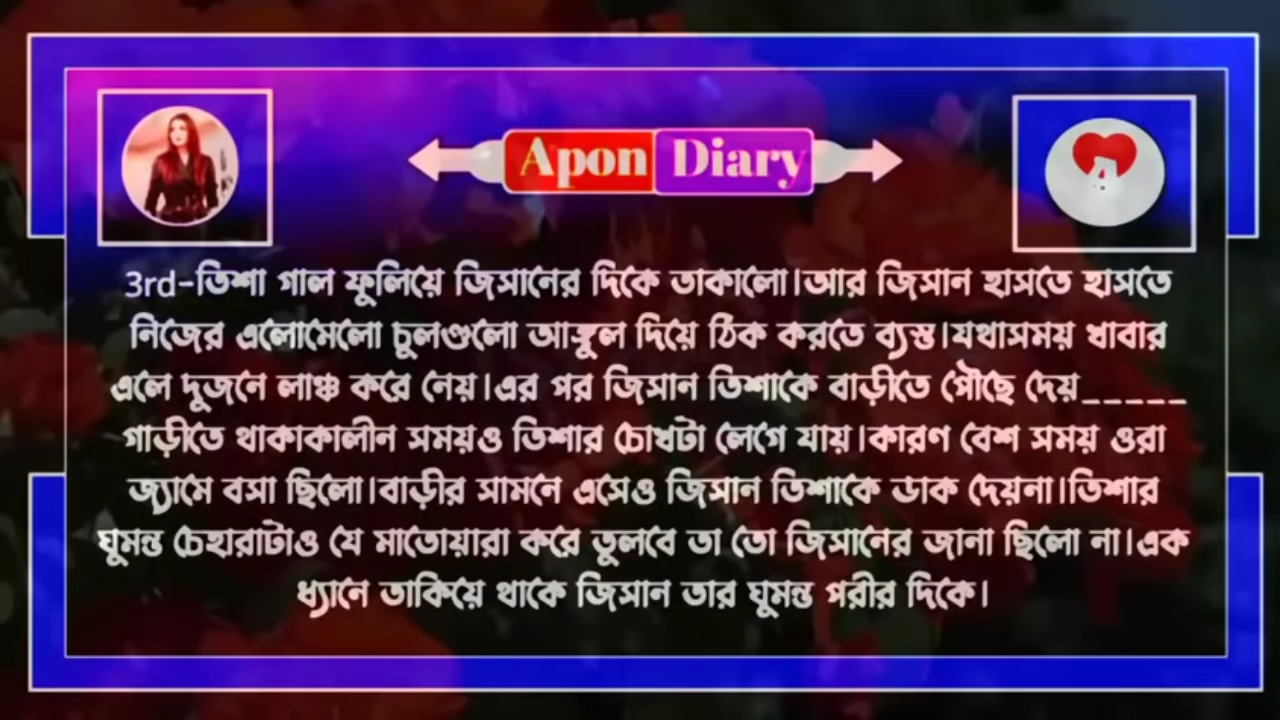 Apon Diary
A
3rd-তিশা গাল ফুলিয়ে জিসানের দিকে তাকালো।আর জিসান হাসতে হাসতে
নিজের এলোমেলো চুলগুলো আঙ্গুল দিয়ে ঠিক করতে ব্যস্ত।যথাসময় খাবার
এলে দুজনে লাঞ্চ করে নেয়।এর পর জিসান তিশাকে বাড়ীতে পৌছে দেয়_____
গাড়ীতে থাকাকালীন সময়ও তিশার চোখটা লেগে যায়।কারণ বেশ সময় ওরা
জ্যামে বসা ছিলো।বাড়ীর সামনে এসেও জিসান তিশাকে ডাক দেয়না।তিশার
ঘুমন্ত চেহারাটাও যে মাতোয়ারা করে তুলবে তা তো জিসানের জানা ছিলো না।এক
ধ্যানে তাকিয়ে থাকে জিসান তার ঘুমন্ত পরীর দিকে।